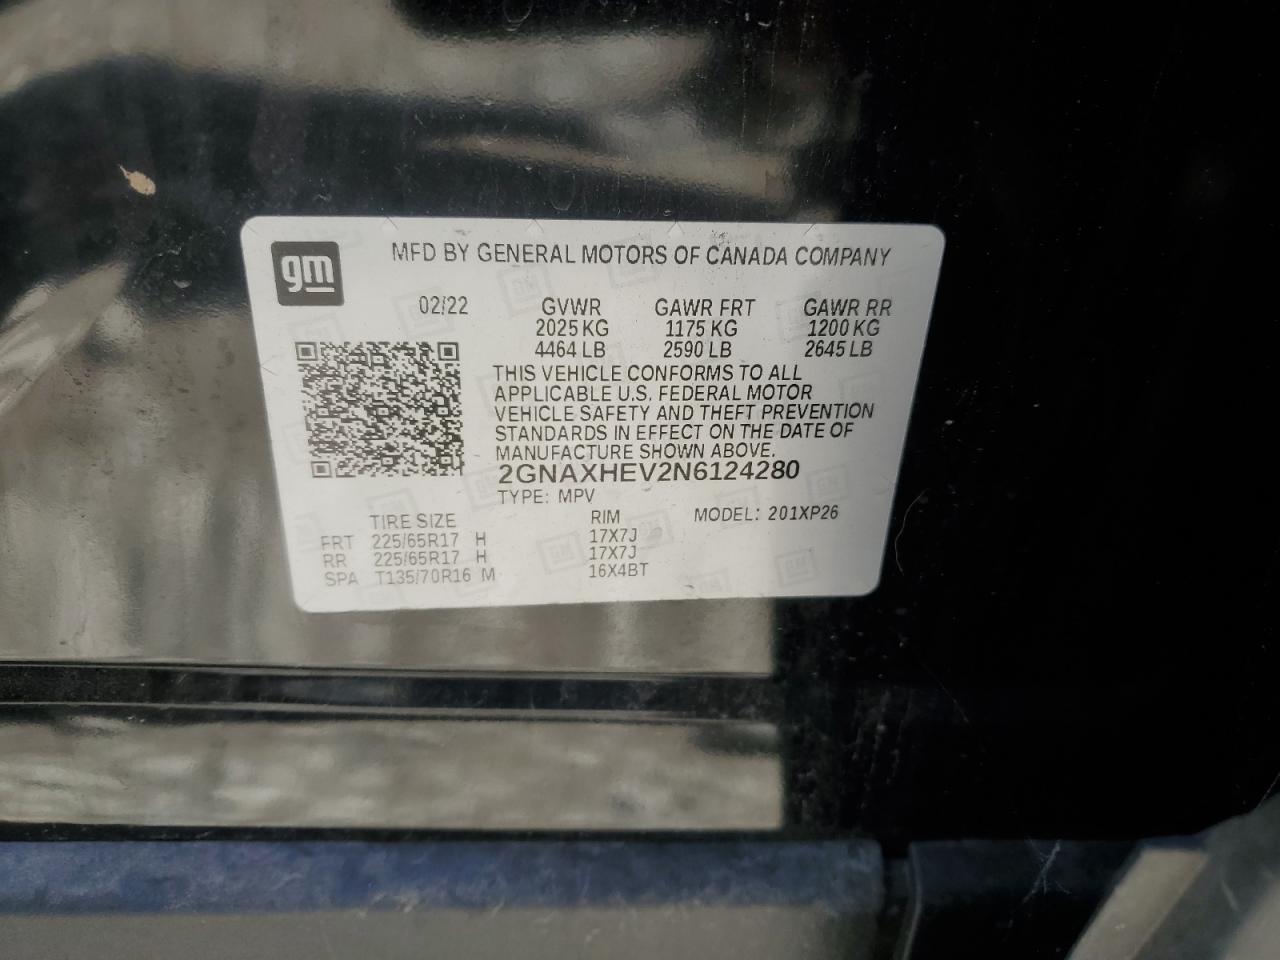 gm
MFD BY GENERAL MOTORS OF CANADA COMPANY
02/22 GVWR GAWR FRT GAWR RR
2025 KG 1175 KG 1200 KG
4464 LB 2590 LB 2645 LB
THIS VEHICLE CONFORMS TO ALL
APPLICABLE U.S. FEDERAL MOTOR
VEHICLE SAFETY AND THEFT PREVENTION
STANDARDS IN EFFECT ON THE DATE OF
MANUFACTURE SHOWN ABOVE.
2GNAXHEV2N6124280
TYPE: MPV
TIRE SIZE RIM MODEL: 201XP26
FRT 225/65R17 H 17X7J
RR 225/65R17 H 17X7J
SPA T135/70R16 M 16X4BT